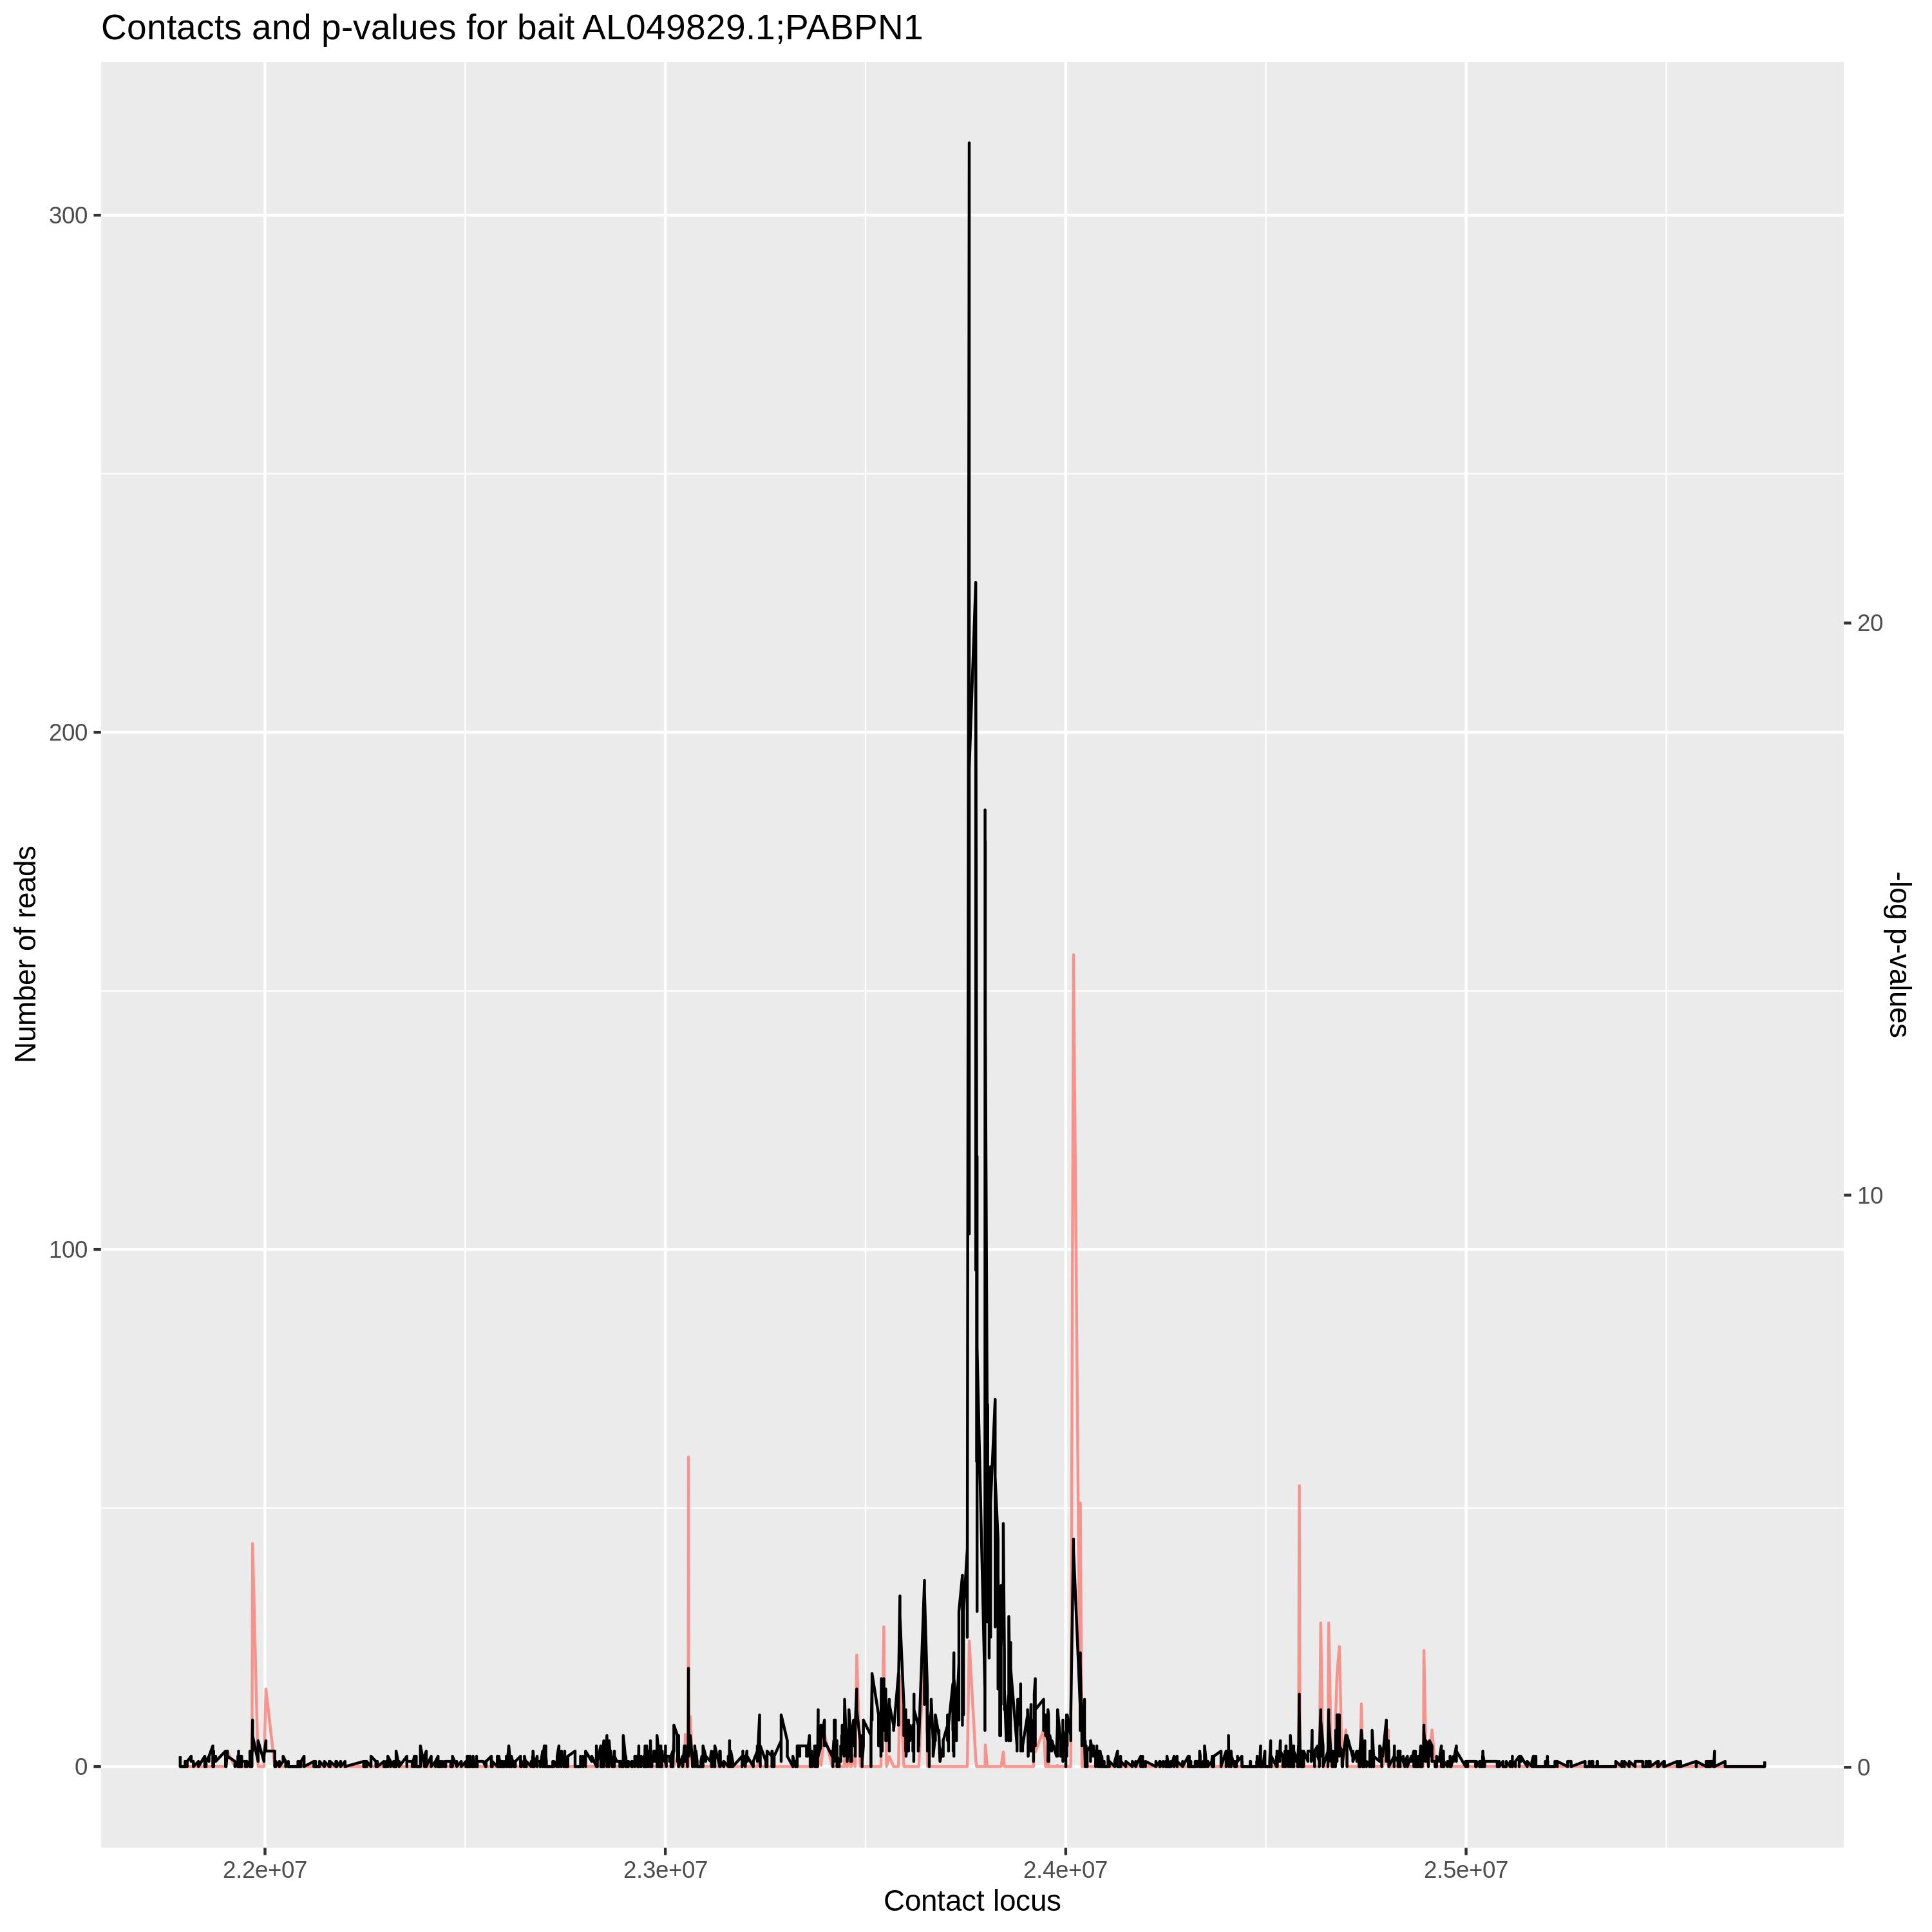 Contacts and p-values for bait AL049829.1;PABPN1
300
200
100
0
Number of reads
20
10
0
-log p-values
2.2e+07
2.3e+07
2.4e+07
2.5e+07
Contact locus